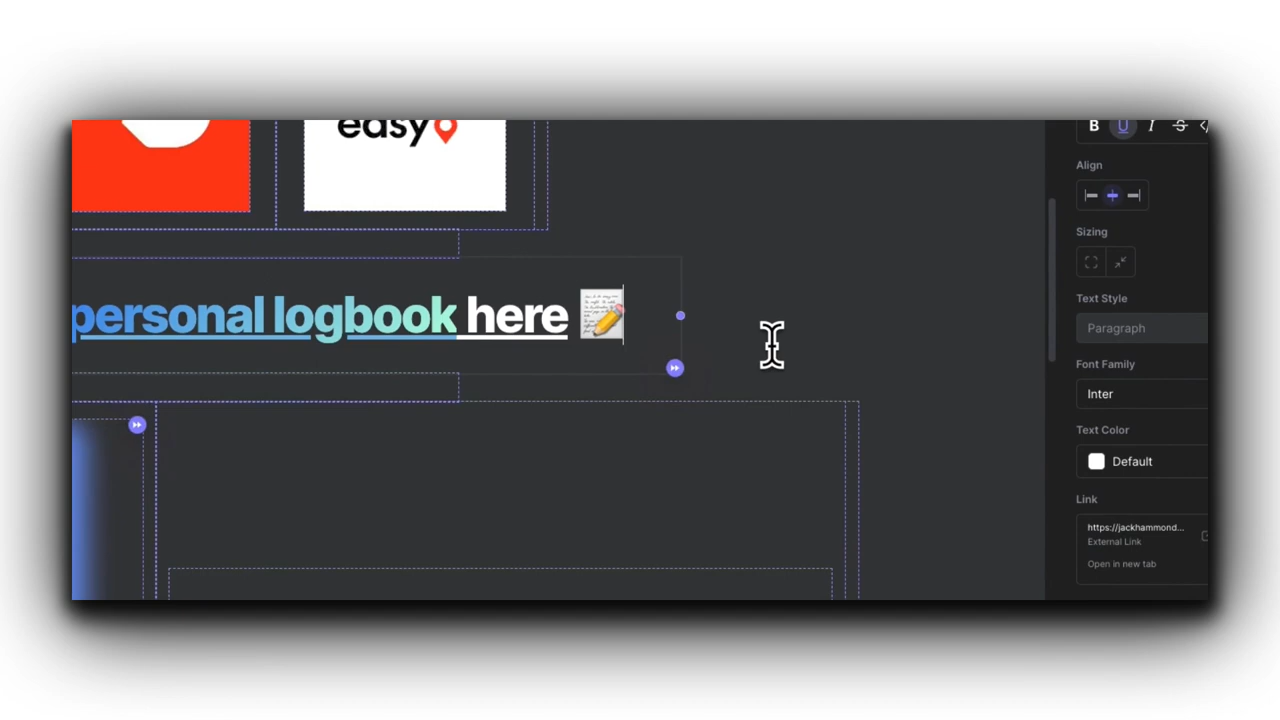 easy
B U I S
Align
Sizing
Text Style
Paragraph
personal logbook here
Font Family
Inter
Text Color
Default
Link
https://jackhammond...
External Link
Open in new tab